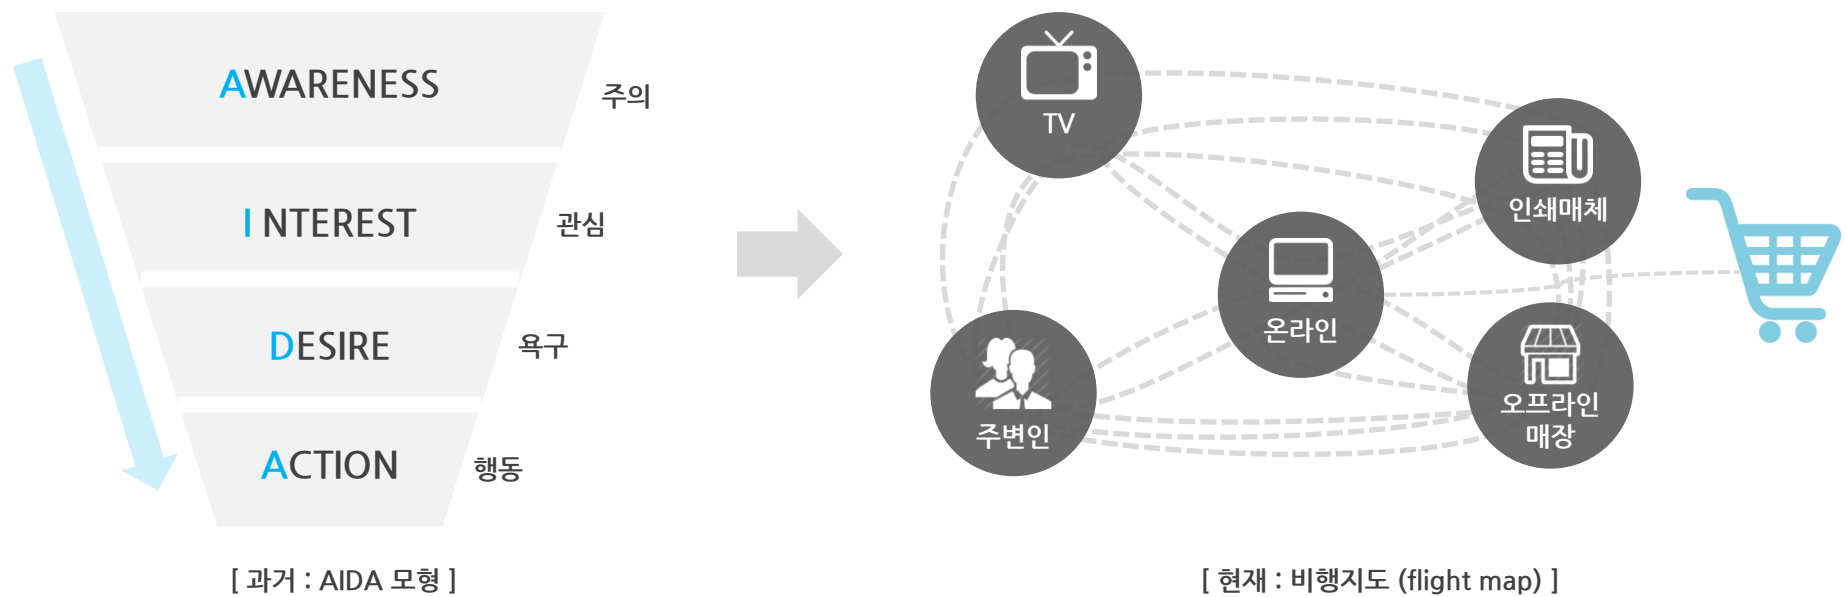 AWARENESS
주의
I NTEREST
관심
DESIRE
욕구
ACTION
행동
[ 과거 : AIDA 모형 ]
TV
인쇄매체
온라인
주변인
오프라인
매장
[ 현재 : 비행지도 (flight map) ]